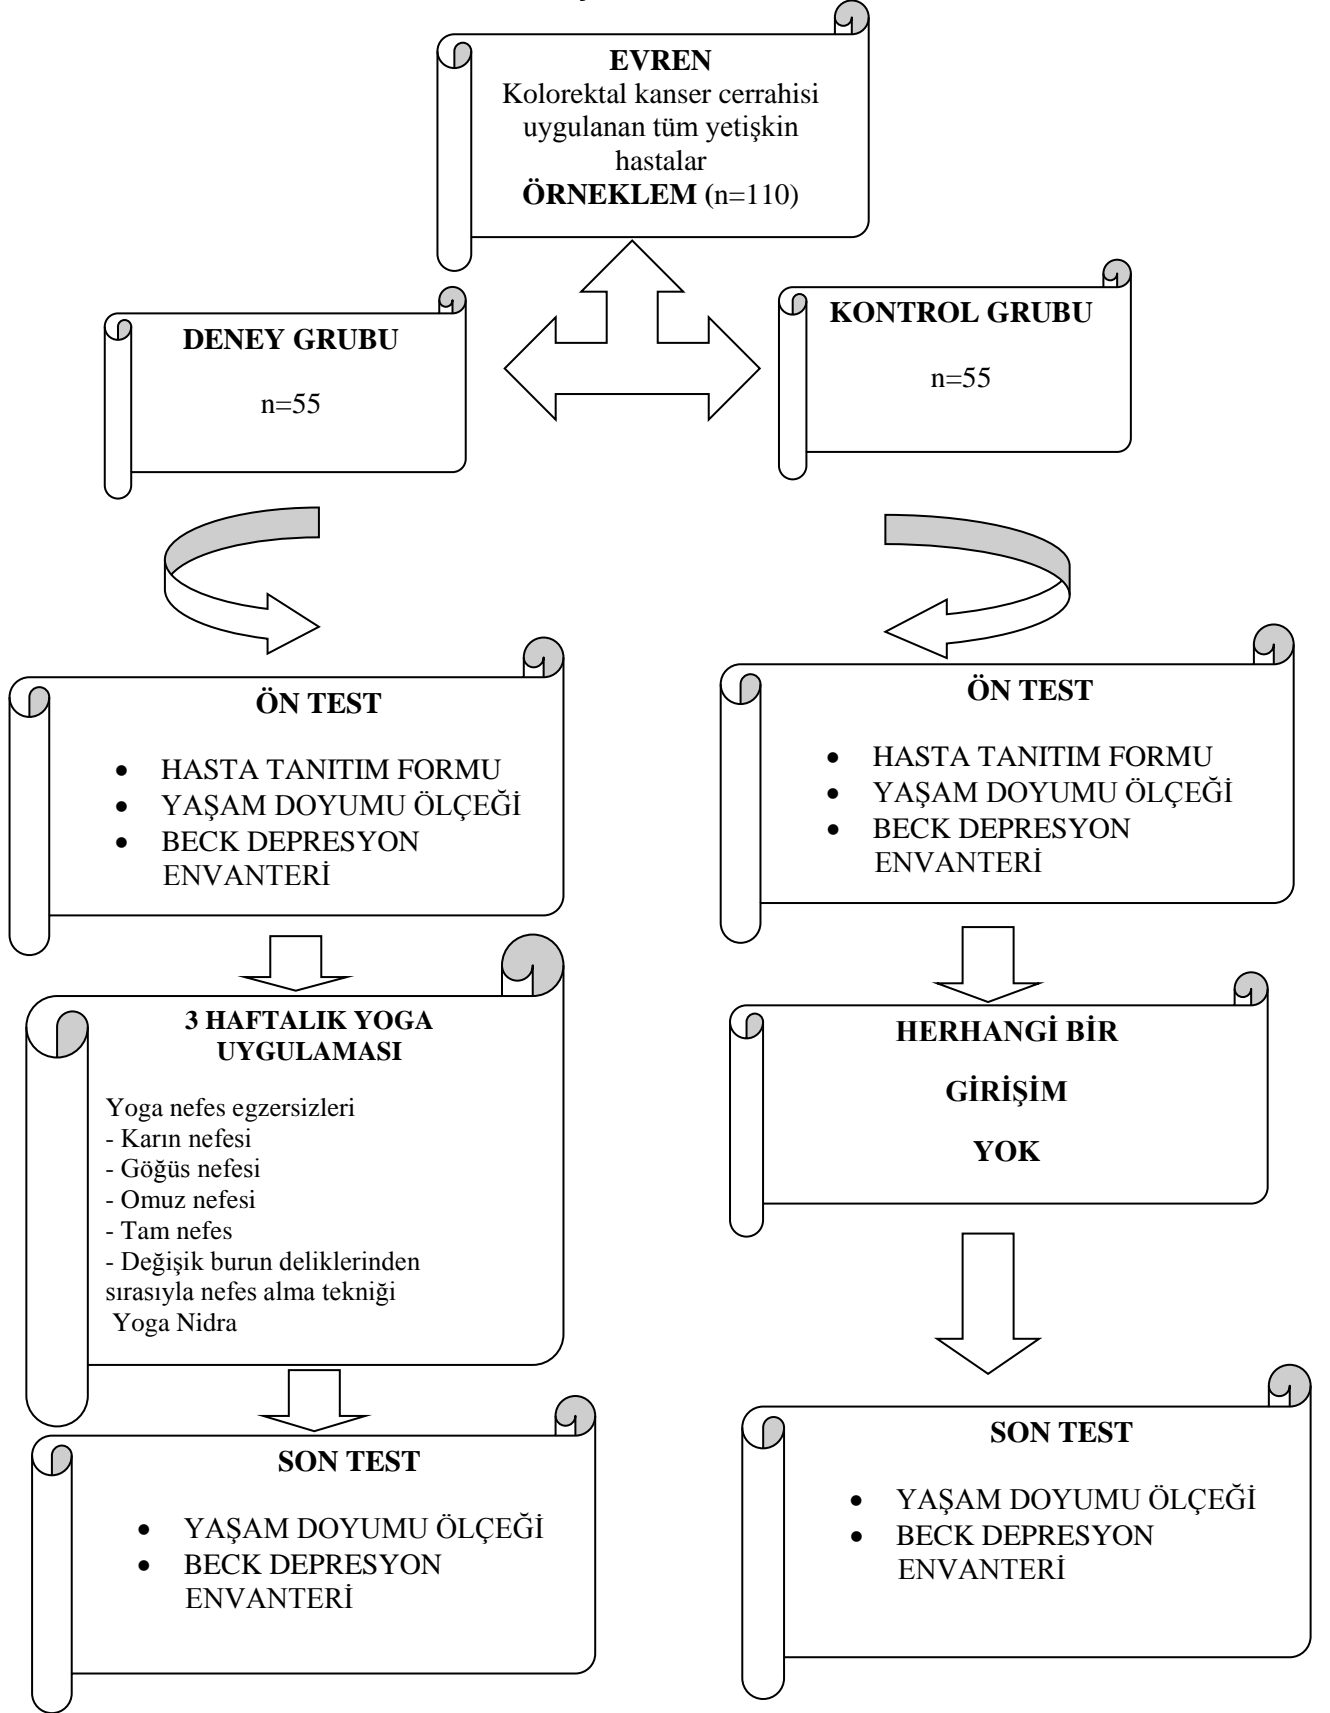 EVREN
Kolorektal kanser cerrahisi
uygulanan tüm yetişkin
hastalar
ÖRNEKLEM (n=110)
DENEY GRUBU
n=55
KONTROL GRUBU
n=55
ÖN TEST
• HASTA TANITIM FORMU
• YAŞAM DOYUMU ÖLÇEĞİ
• BECK DEPRESYON
ENVANTERİ
ÖN TEST
• HASTA TANITIM FORMU
• YAŞAM DOYUMU ÖLÇEĞİ
• BECK DEPRESYON
ENVANTERİ
3 HAFTALIK YOGA
UYGULAMASI
Yoga nefes egzersizleri
- Karın nefesi
- Göğüs nefesi
- Omuz nefesi
- Tam nefes
- Değişik burun deliklerinden
sırasıyla nefes alma tekniği
Yoga Nidra
HERHANGİ BİR
GİRİŞİM
YOK
SON TEST
• YAŞAM DOYUMU ÖLÇEĞİ
• BECK DEPRESYON
ENVANTERİ
SON TEST
• YAŞAM DOYUMU ÖLÇEĞİ
• BECK DEPRESYON
ENVANTERİ